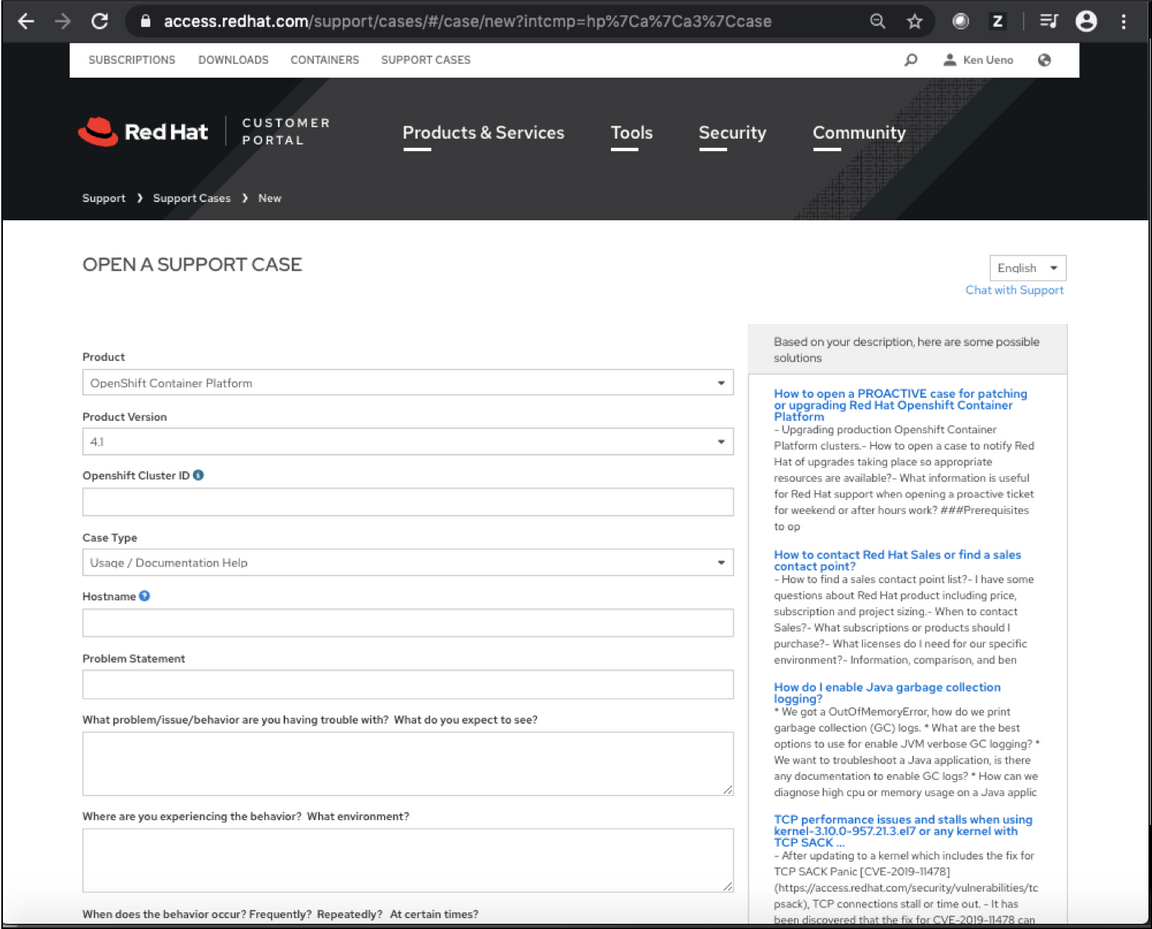 access.redhat.com/support/cases/#/case/new?intcmp=hp%7Ca%7Ca3%7Ccase
Z
SUBSCRIPTIONS DOWNLOADS CONTAINERS SUPPORT CASES Ken Ueno
Red Hat CUSTOMER PORTAL
Products & Services Tools Security Community
Support > Support Cases > New
OPEN A SUPPORT CASE
English
Chat with Support
Product
OpenShift Container Platform
Product Version
4.1
Openshift Cluster ID
Case Type
Usage / Documentation Help
Hostname
Problem Statement
What problem/issue/behavior are you having trouble with? What do you expect to see?
Where are you experiencing the behavior? What environment?
When does the behavior occur? Frequently? Repeatedly? At certain times?
Based on your description, here are some possible
solutions
How to open a PROACTIVE case for patching
or upgrading Red Hat Openshift Container
Platform
- Upgrading production Openshift Container
Platform clusters.- How to open a case to notify Red
Hat of upgrades taking place so appropriate
resources are available?- What information is useful
for Red Hat support when opening a proactive ticket
for weekend or after hours work? ###Prerequisites
to op
How to contact Red Hat Sales or find a sales
contact point?
- How to find a sales contact point list?- I have some
questions about Red Hat product including price,
subscription and project sizing.- When to contact
Sales?- What subscriptions or products should I
purchase?- What licenses do I need for our specific
environment?- Information, comparison, and ben
How do I enable Java garbage collection
logging?
* We got a OutOfMemoryError, how do we print
garbage collection (GC) logs. * What are the best
options to use for enable JVM verbose GC logging? *
We want to troubleshoot a Java application, is there
any documentation to enable GC logs? * How can we
diagnose high cpu or memory usage on a Java applic
TCP performance issues and stalls when using
kernel-3.10.0-957.21.3.el7 or any kernel with
TCP SACK ...
- After updating to a kernel which includes the fix for
TCP SACK Panic [CVE-2019-11478]
(https://access.redhat.com/security/vulnerabilities/tc
psack), TCP connections stall or time out. - It has
been discovered that the fix for CVE-2019-11478 can